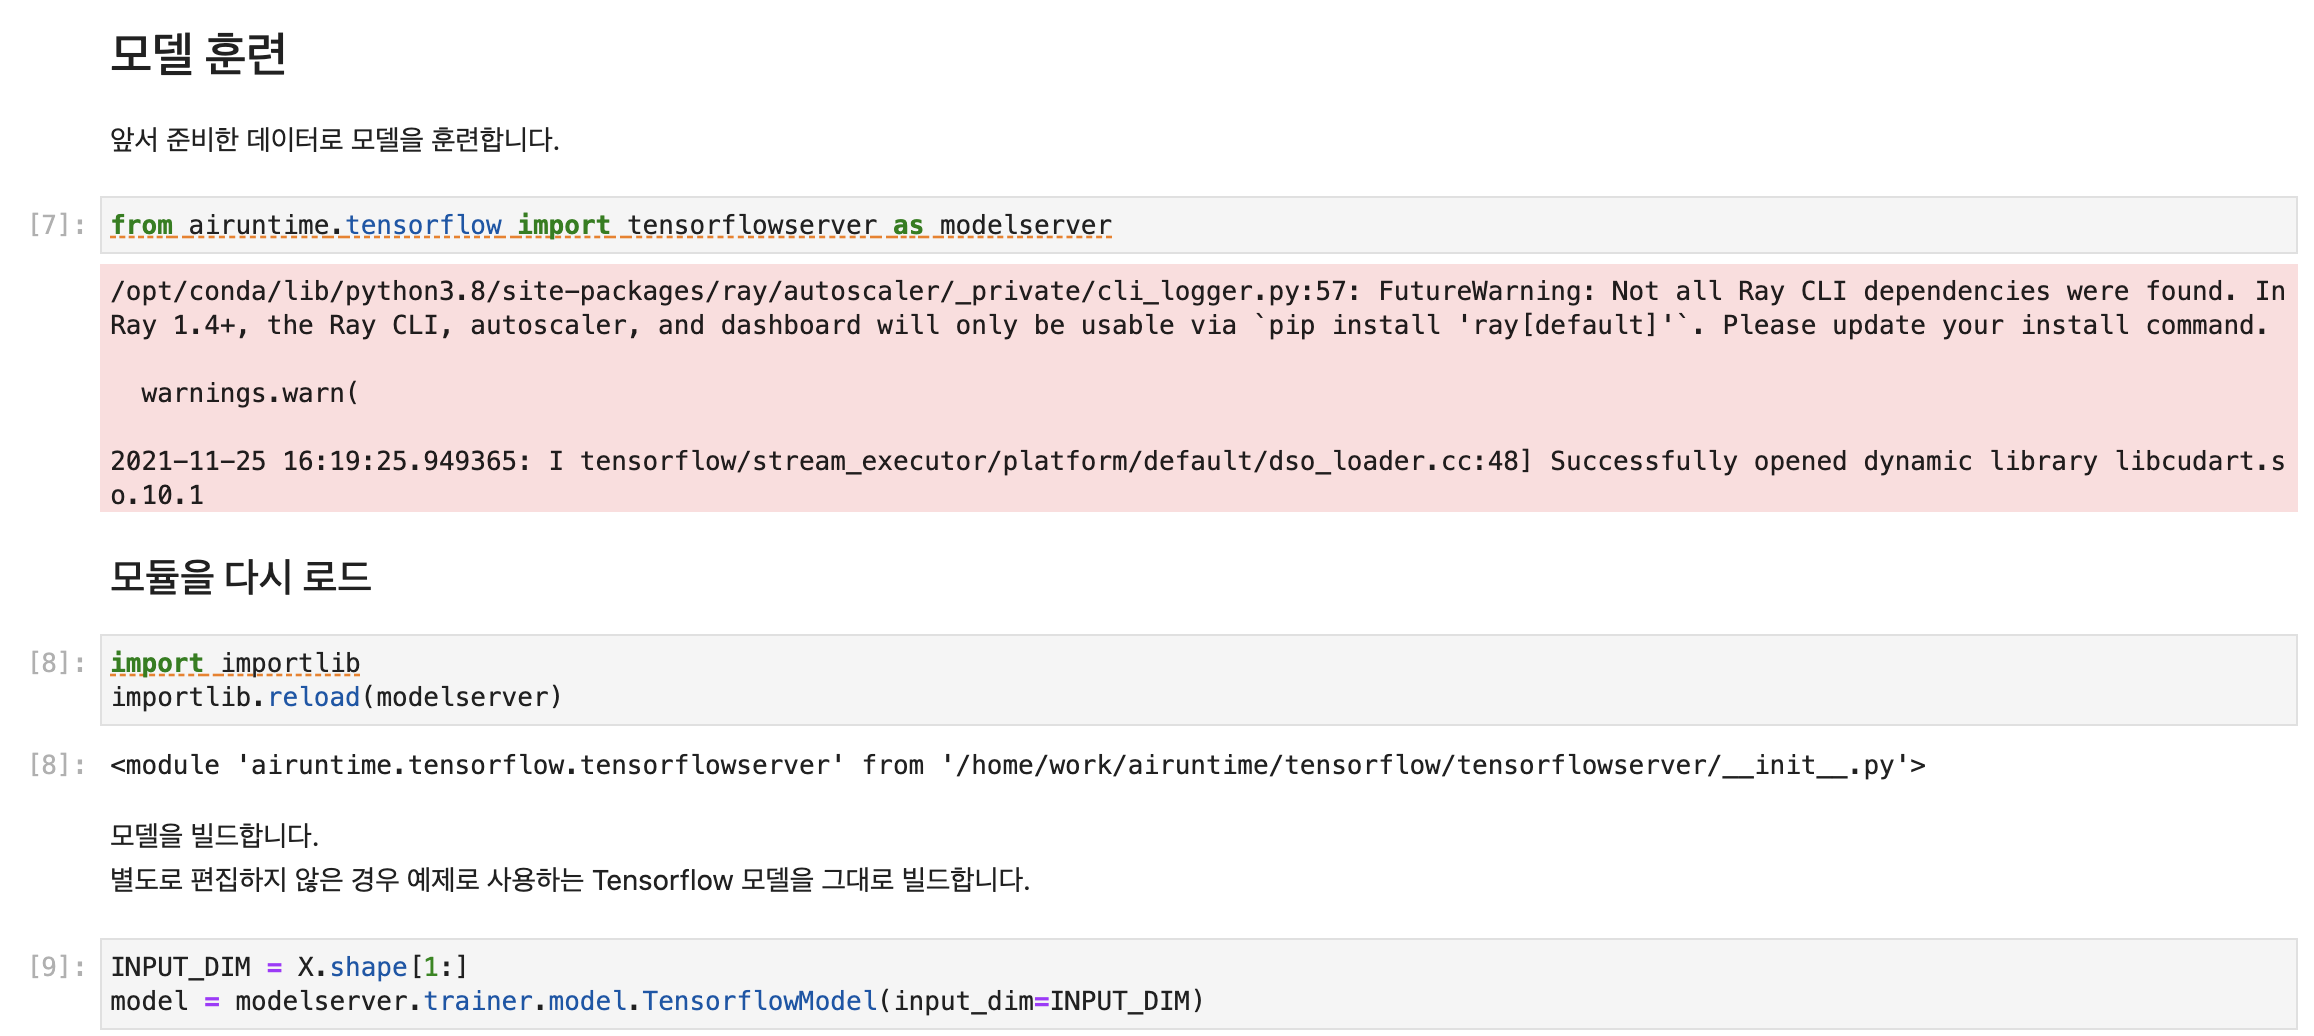 모델 훈련
앞서 준비한 데이터로 모델을 훈련합니다.
[7]: from airuntime.tensorflow import tensorflowserver as modelserver
/opt/conda/lib/python3.8/site-packages/ray/autoscaler/_private/cli_logger.py:57: FutureWarning: Not all Ray CLI dependencies were found. In
Ray 1.4+, the Ray CLI, autoscaler, and dashboard will only be usable via `pip install 'ray[default]'`. Please update your install command.
  warnings.warn(
2021-11-25 16:19:25.949365: I tensorflow/stream_executor/platform/default/dso_loader.cc:48] Successfully opened dynamic library libcudart.s
o.10.1
모듈을 다시 로드
[8]: import importlib
importlib.reload(modelserver)
[8]: <module 'airuntime.tensorflow.tensorflowserver' from '/home/work/airuntime/tensorflow/tensorflowserver/__init__.py'>
모델을 빌드합니다.
별도로 편집하지 않은 경우 예제로 사용하는 Tensorflow 모델을 그대로 빌드합니다.
[9]: INPUT_DIM = X.shape[1:]
model = modelserver.trainer.model.TensorflowModel(input_dim=INPUT_DIM)